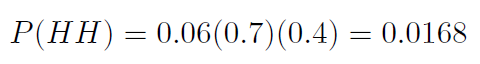 P(HH) = 0.06(0.7)(0.4) = 0.0168